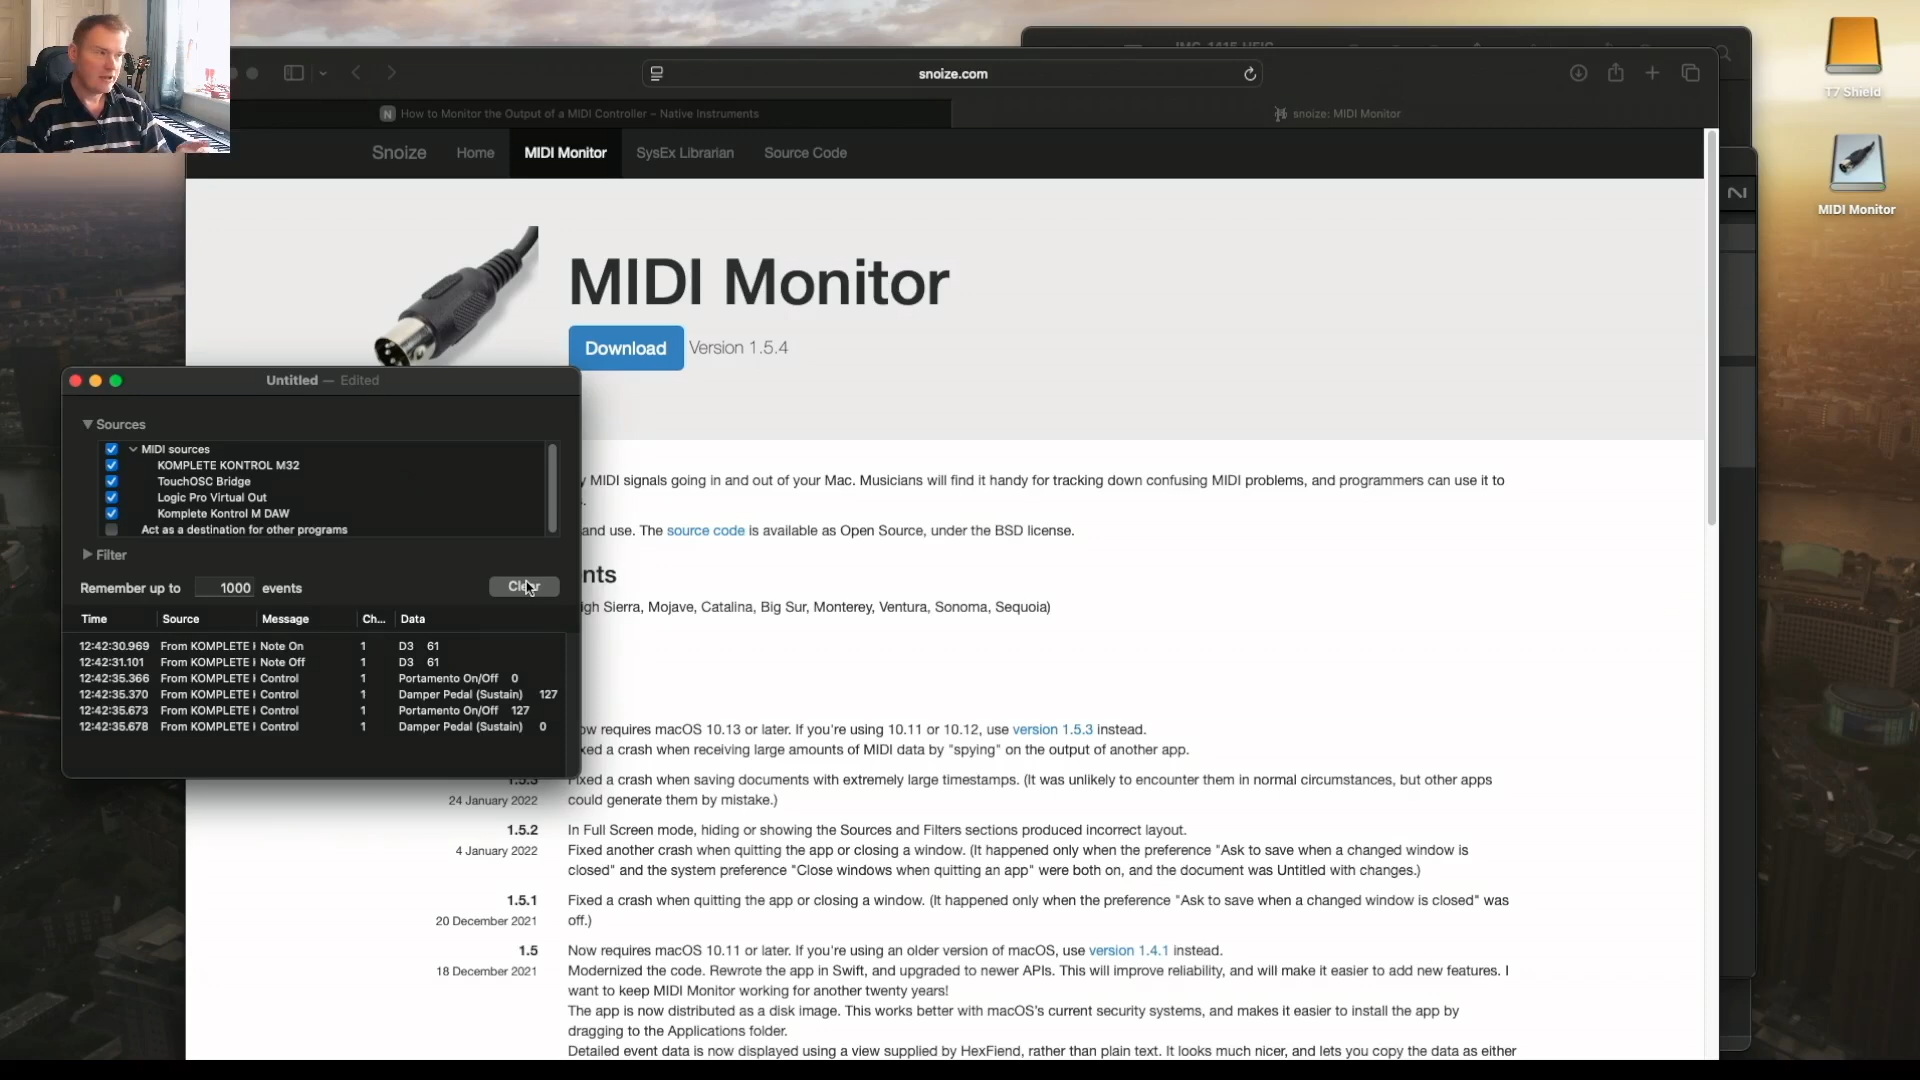 snoize.com
How to Monitor the Output of a MIDI Controller – Native Instruments
snoize: MIDI Monitor
Snoize
Home
MIDI Monitor
SysEx Librarian
Source Code
T7 Shield
MIDI Monitor
MIDI Monitor
Download
Version 1.5.4
Untitled — Edited
Sources
MIDI sources
KOMPLETE KONTROL M32
TouchOSC Bridge
Logic Pro Virtual Out
Komplete Kontrol M DAW
Act as a destination for other programs
Filter
Remember up to 1000 events
Clear
Time Source Message Ch... Data
12:42:30.969 From KOMPLETE Note On 1 D3 61
12:42:31.101 From KOMPLETE Note Off 1 D3 61
12:42:35.366 From KOMPLETE Control 1 Portamento On/Off 0
12:42:35.370 From KOMPLETE Control 1 Damper Pedal (Sustain) 127
12:42:35.673 From KOMPLETE Control 1 Portamento On/Off 127
12:42:35.678 From KOMPLETE Control 1 Damper Pedal (Sustain) 0
MIDI signals going in and out of your Mac. Musicians will find it handy for tracking down confusing MIDI problems, and programmers can use it to
and use. The source code is available as Open Source, under the BSD license.
nts
igh Sierra, Mojave, Catalina, Big Sur, Monterey, Ventura, Sonoma, Sequoia)
ow requires macOS 10.13 or later. If you're using 10.11 or 10.12, use version 1.5.3 instead.
xed a crash when receiving large amounts of MIDI data by "spying" on the output of another app.
1.5.3
Fixed a crash when saving documents with extremely large timestamps. (It was unlikely to encounter them in normal circumstances, but other apps
24 January 2022
could generate them by mistake.)
1.5.2
In Full Screen mode, hiding or showing the Sources and Filters sections produced incorrect layout.
4 January 2022
Fixed another crash when quitting the app or closing a window. (It happened only when the preference "Ask to save when a changed window is
closed" and the system preference "Close windows when quitting an app" were both on, and the document was Untitled with changes.)
1.5.1
Fixed a crash when quitting the app or closing a window. (It happened only when the preference "Ask to save when a changed window is closed" was
20 December 2021
off.)
1.5
Now requires macOS 10.11 or later. If you're using an older version of macOS, use version 1.4.1 instead.
18 December 2021
Modernized the code. Rewrote the app in Swift, and upgraded to newer APIs. This will improve reliability, and will make it easier to add new features. I
want to keep MIDI Monitor working for another twenty years!
The app is now distributed as a disk image. This works better with macOS's current security systems, and makes it easier to install the app by
dragging to the Applications folder.
Detailed event data is now displayed using a view supplied by HexFiend, rather than plain text. It looks much nicer, and lets you copy the data as either